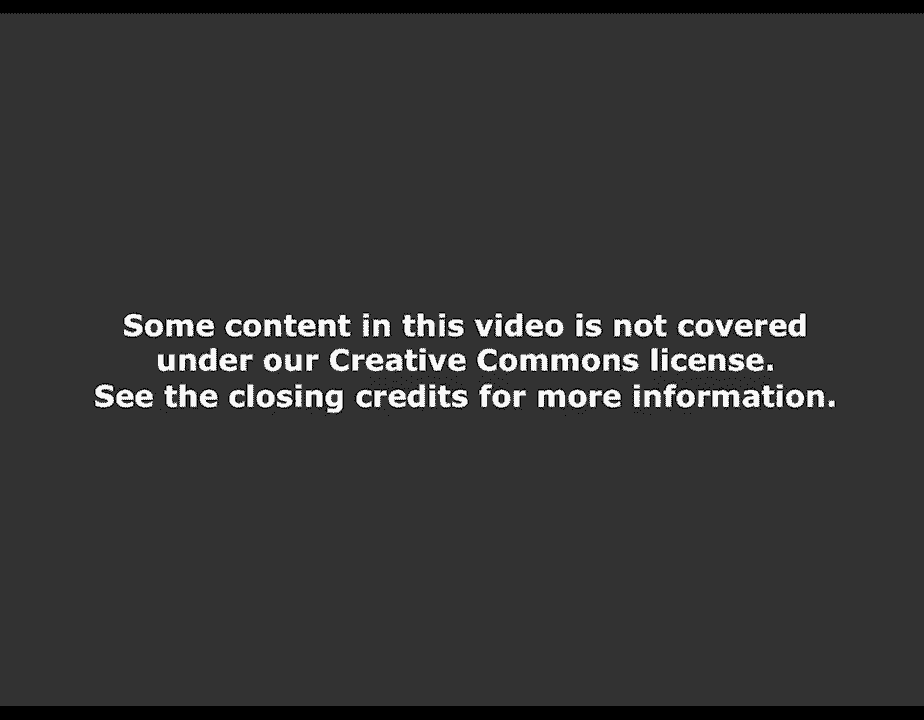 Some content in this video is not covered
under our Creative Commons license.
See the closing credits for more information.